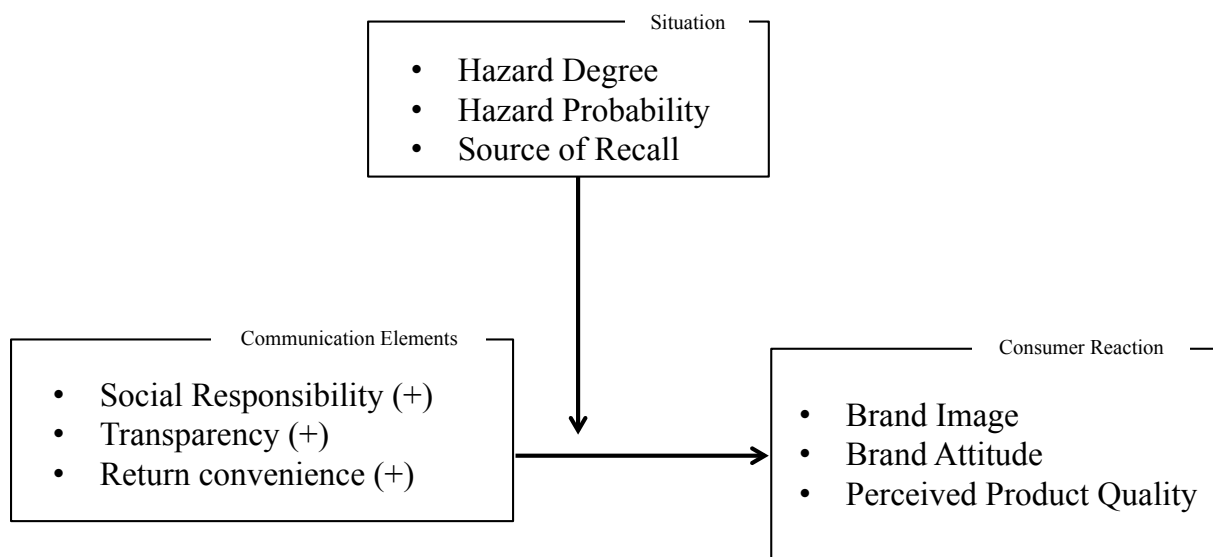 Situation
• Hazard Degree
• Hazard Probability
• Source of Recall
Communication Elements
• Social Responsibility (+)
• Transparency (+)
• Return convenience (+)
Consumer Reaction
• Brand Image
• Brand Attitude
• Perceived Product Quality